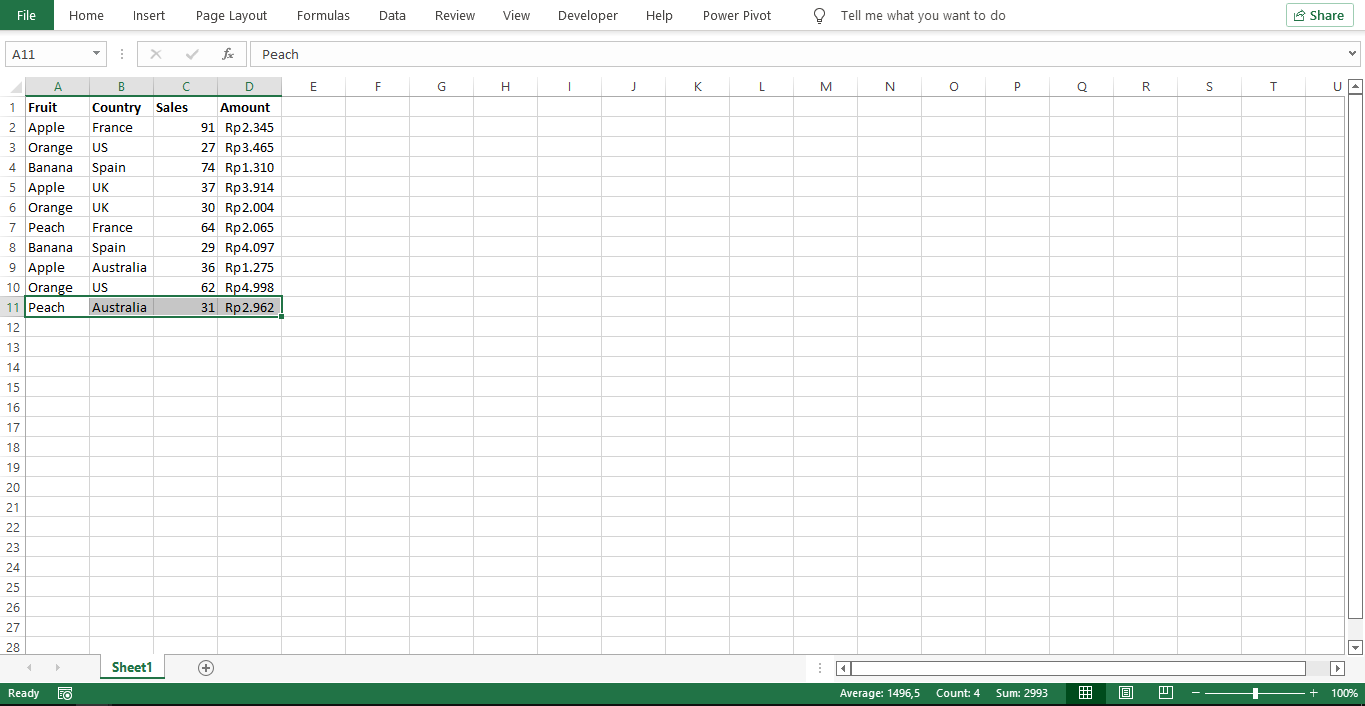 File Home Insert Page Layout Formulas Data Review View Developer Help Power Pivot Tell me what you want to do Share
A11 fx Peach
A B C D E F G H I J K L M N O P Q R S T U
1 Fruit Country Sales Amount
2 Apple France 91 Rp2.345
3 Orange US 27 Rp3.465
4 Banana Spain 74 Rp1.310
5 Apple UK 37 Rp3.914
6 Orange UK 30 Rp2.004
7 Peach France 64 Rp2.065
8 Banana Spain 29 Rp4.097
9 Apple Australia 36 Rp1.275
10 Orange US 62 Rp4.998
11 Peach Australia 31 Rp2.962
12
13
14
15
16
17
18
19
20
21
22
23
24
25
26
27
28
Sheet1
Ready Average: 1496,5 Count: 4 Sum: 2993 100%